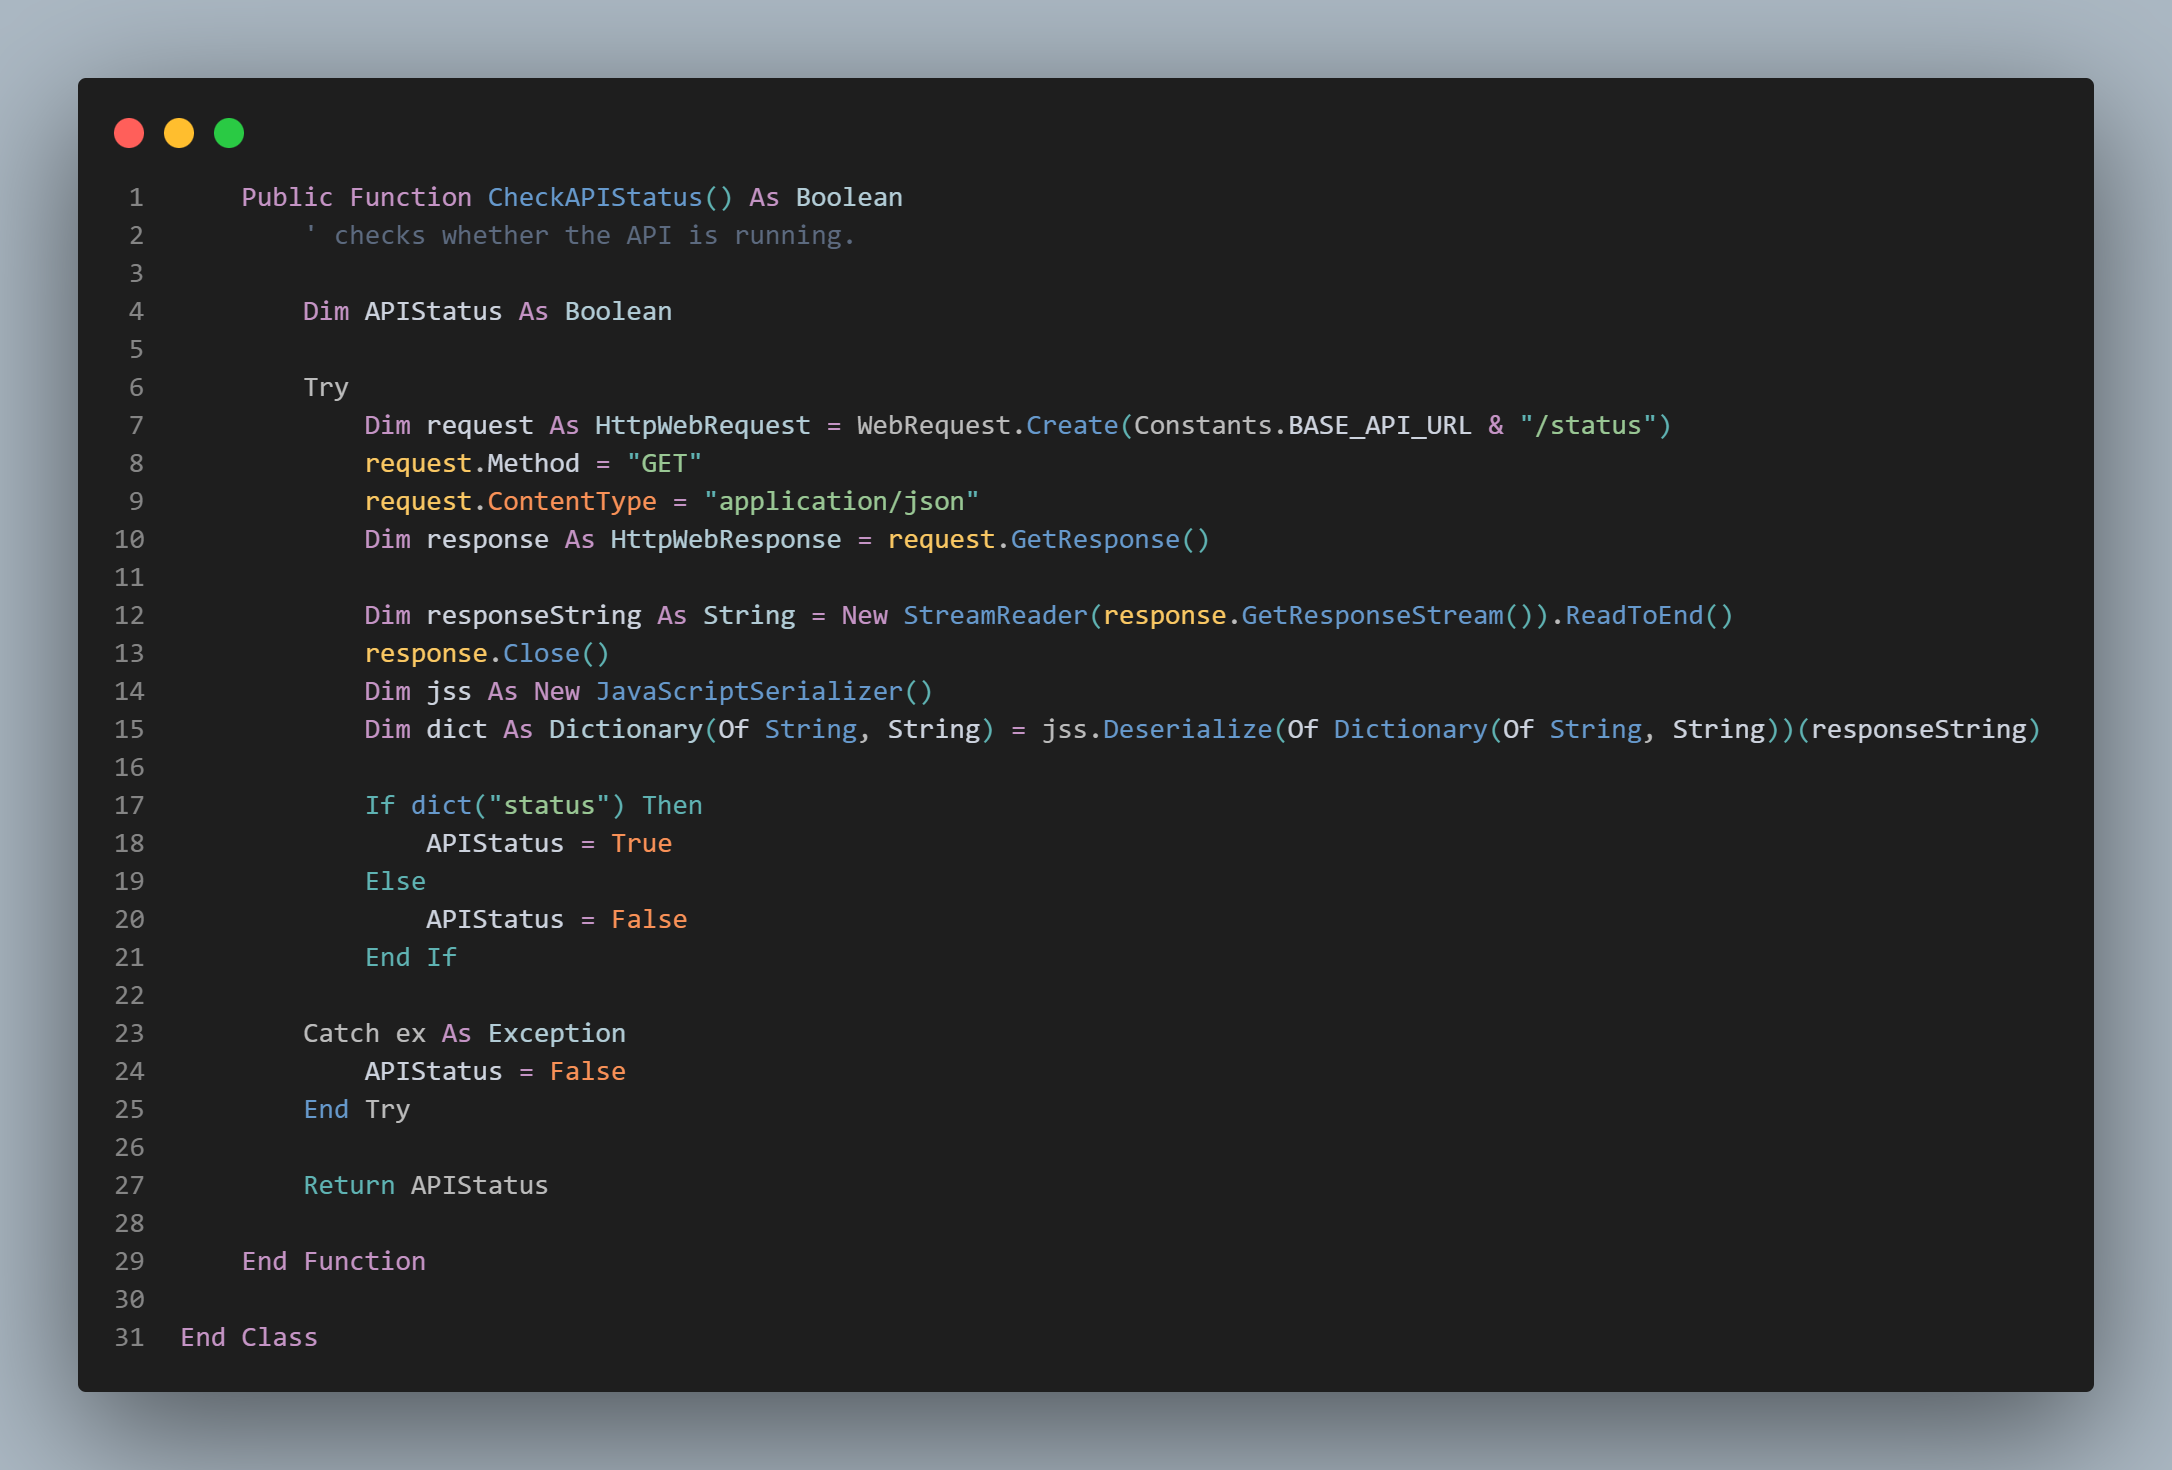 1 Public Function CheckAPIStatus() As Boolean
2 ' checks whether the API is running.
3
4 Dim APIStatus As Boolean
5
6 Try
7 Dim request As HttpWebRequest = WebRequest.Create(Constants.BASE_API_URL & "/status")
8 request.Method = "GET"
9 request.ContentType = "application/json"
10 Dim response As HttpWebResponse = request.GetResponse()
11
12 Dim responseString As String = New StreamReader(response.GetResponseStream()).ReadToEnd()
13 response.Close()
14 Dim jss As New JavaScriptSerializer()
15 Dim dict As Dictionary(Of String, String) = jss.Deserialize(Of Dictionary(Of String, String))(responseString)
16
17 If dict("status") Then
18 APIStatus = True
19 Else
20 APIStatus = False
21 End If
22
23 Catch ex As Exception
24 APIStatus = False
25 End Try
26
27 Return APIStatus
28
29 End Function
30
31 End Class